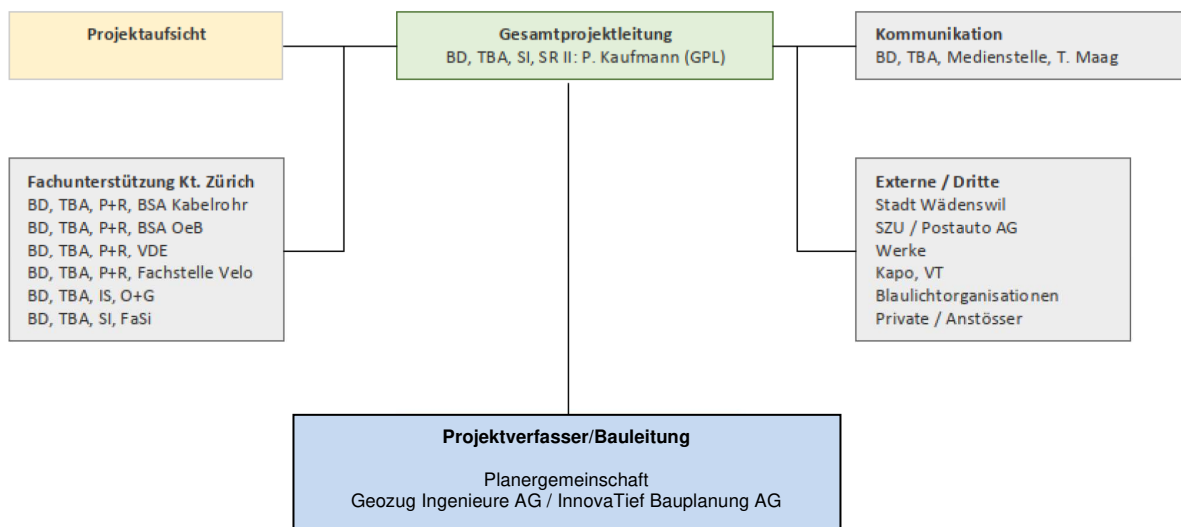 Projektaufsicht
Gesamtprojektleitung
BD, TBA, SI, SR II: P. Kaufmann (GPL)
Kommunikation
BD, TBA, Medienstelle, T. Maag
Fachunterstützung Kt. Zürich
BD, TBA, P+R, BSA Kabelrohr
BD, TBA, P+R, BSA OeB
BD, TBA, P+R, VDE
BD, TBA, P+R, Fachstelle Velo
BD, TBA, IS, O+G
BD, TBA, SI, FaSi
Externe / Dritte
Stadt Wädenswil
SZU / Postauto AG
Werke
Kapo, VT
Blaulichtorganisationen
Private / Anstösser
Projektverfasser/Bauleitung
Planergemeinschaft
Geozug Ingenieure AG / InnovaTief Bauplanung AG